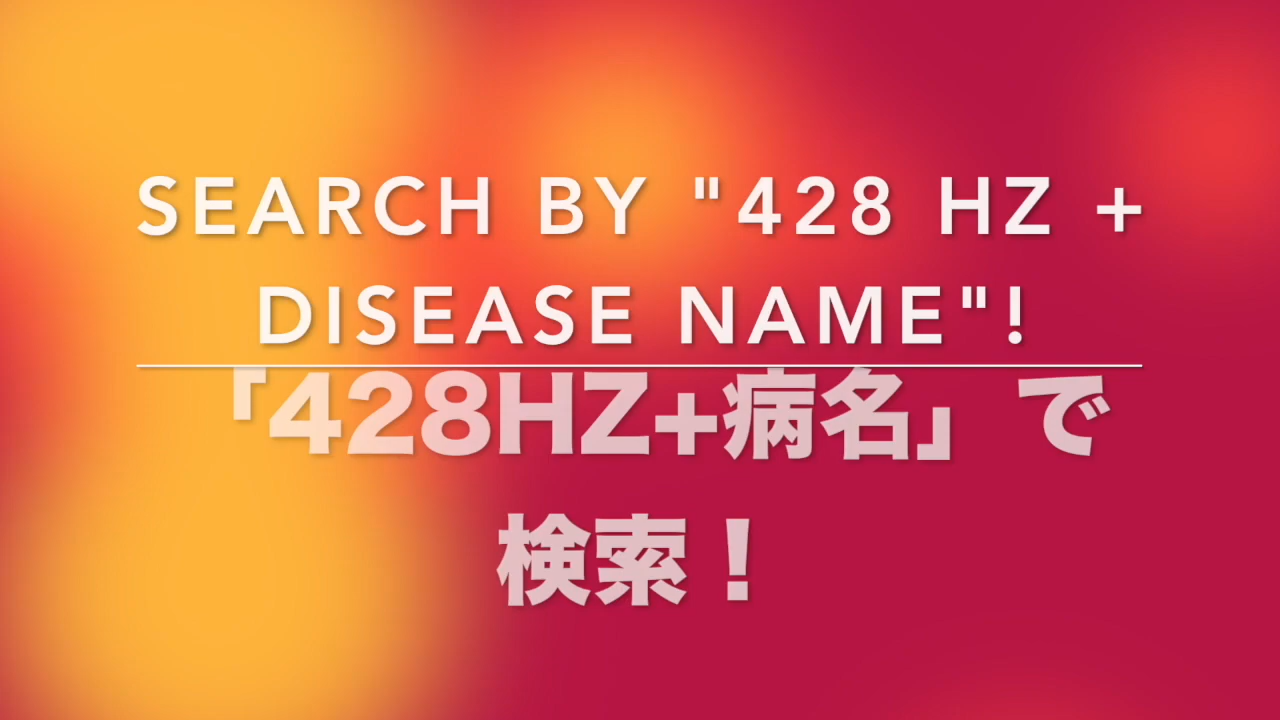 SEARCH BY "428 HZ +
DISEASE NAME"!
「428HZ+病名」で
検索！